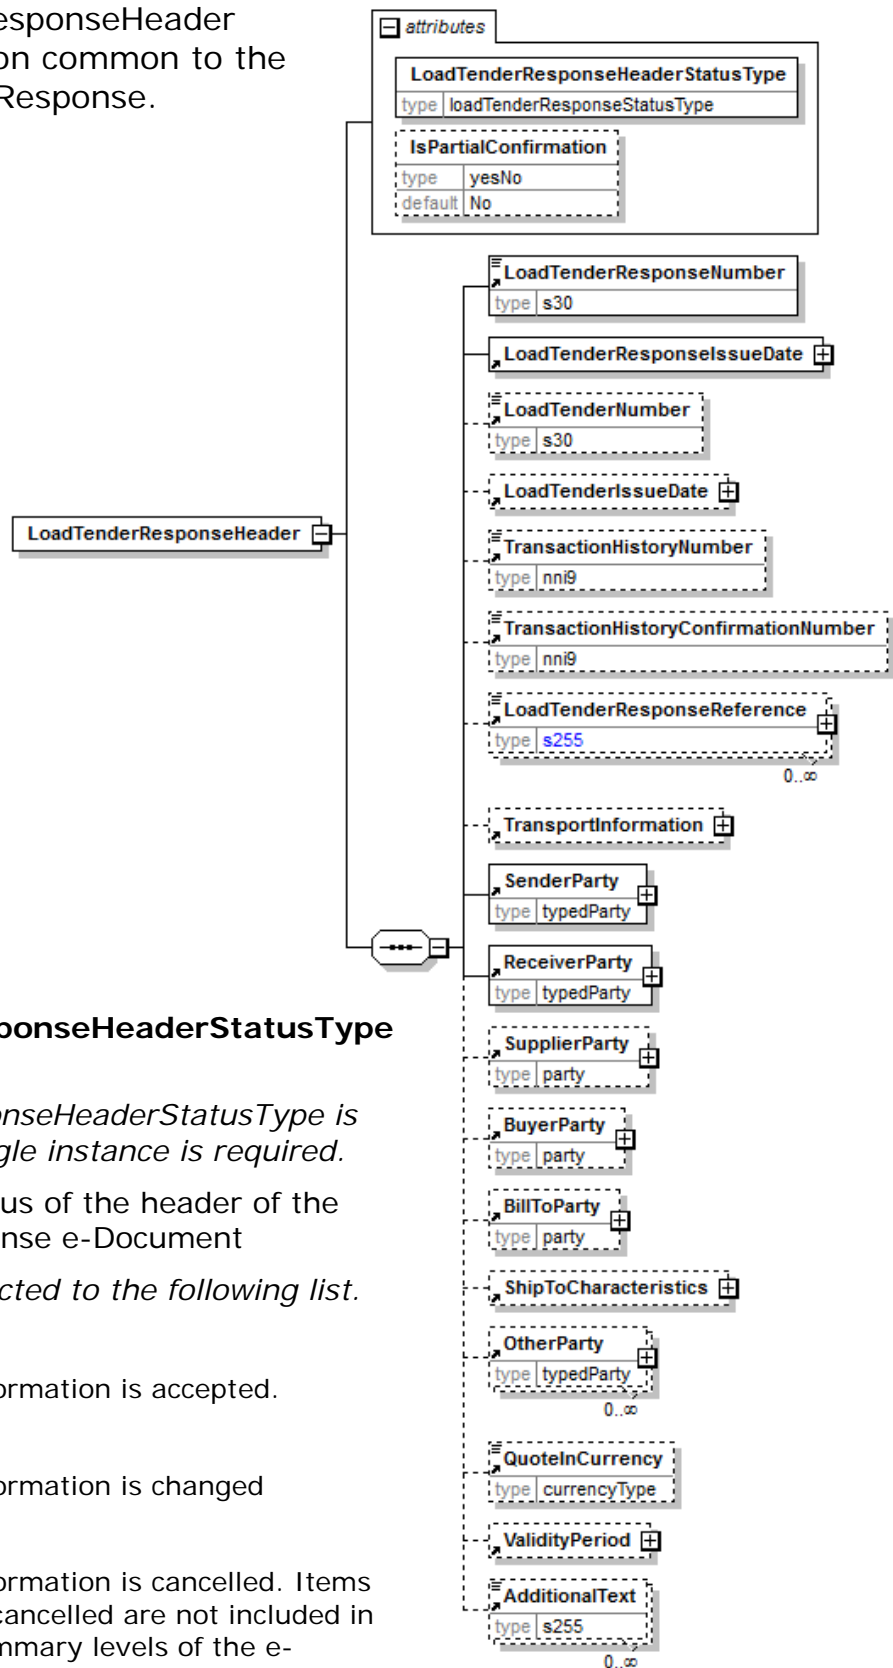 esponseHeader
on common to the
Response.
attributes
LoadTenderResponseHeaderStatusType
type loadTenderResponseStatusType
IsPartialConfirmation
type yesNo
default No
LoadTenderResponseHeader
LoadTenderResponseNumber
type s30
LoadTenderResponseIssueDate
LoadTenderNumber
type s30
LoadTenderIssueDate
TransactionHistoryNumber
type nni9
TransactionHistoryConfirmationNumber
type nni9
LoadTenderResponseReference
type s255
0..∞
TransportInformation
SenderParty
type typedParty
ReceiverParty
type typedParty
SupplierParty
type party
BuyerParty
type party
BillToParty
type party
ShipToCharacteristics
OtherParty
type typedParty
0..∞
QuoteInCurrency
type currencyType
ValidityPeriod
AdditionalText
type s255
0..∞
ponseHeaderStatusType
onseHeaderStatusType is
gle instance is required.
us of the header of the
nse e-Document
cted to the following list.
ormation is accepted.
ormation is changed
ormation is cancelled. Items
cancelled are not included in
mmary levels of the e-